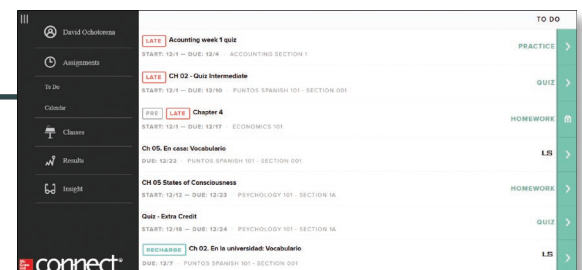 TO DO
David Ochotorena
Assignments
To Do
Calendar
Classes
Results
Insight
Mc
Graw
Hill
connect®
LATE Acounting week 1 quiz
START: 12/1 — DUE: 12/4 · ACCOUNTING SECTION 1
PRACTICE
LATE CH 02 - Quiz Intermediate
START: 12/1 — DUE: 12/10 · PUNTOS SPANISH 101 - SECTION 001
QUIZ
PRE LATE Chapter 4
START: 12/1 — DUE: 12/17 · ECONOMICS 101
HOMEWORK
Ch 05. En casa: Vocabulario
DUE: 12/22 · PUNTOS SPANISH 101 - SECTION 001
LS
CH 05 States of Consciousness
START: 12/12 — DUE: 12/23 · PSYCHOLOGY 101 - SECTION 1A
HOMEWORK
Quiz - Extra Credit
START: 12/18 — DUE: 12/24 · PSYCHOLOGY 101 - SECTION 1A
QUIZ
RECHARGE Ch 02. En la universidad: Vocabulario
DUE: 12/7 · PUNTOS SPANISH 101 - SECTION 001
LS